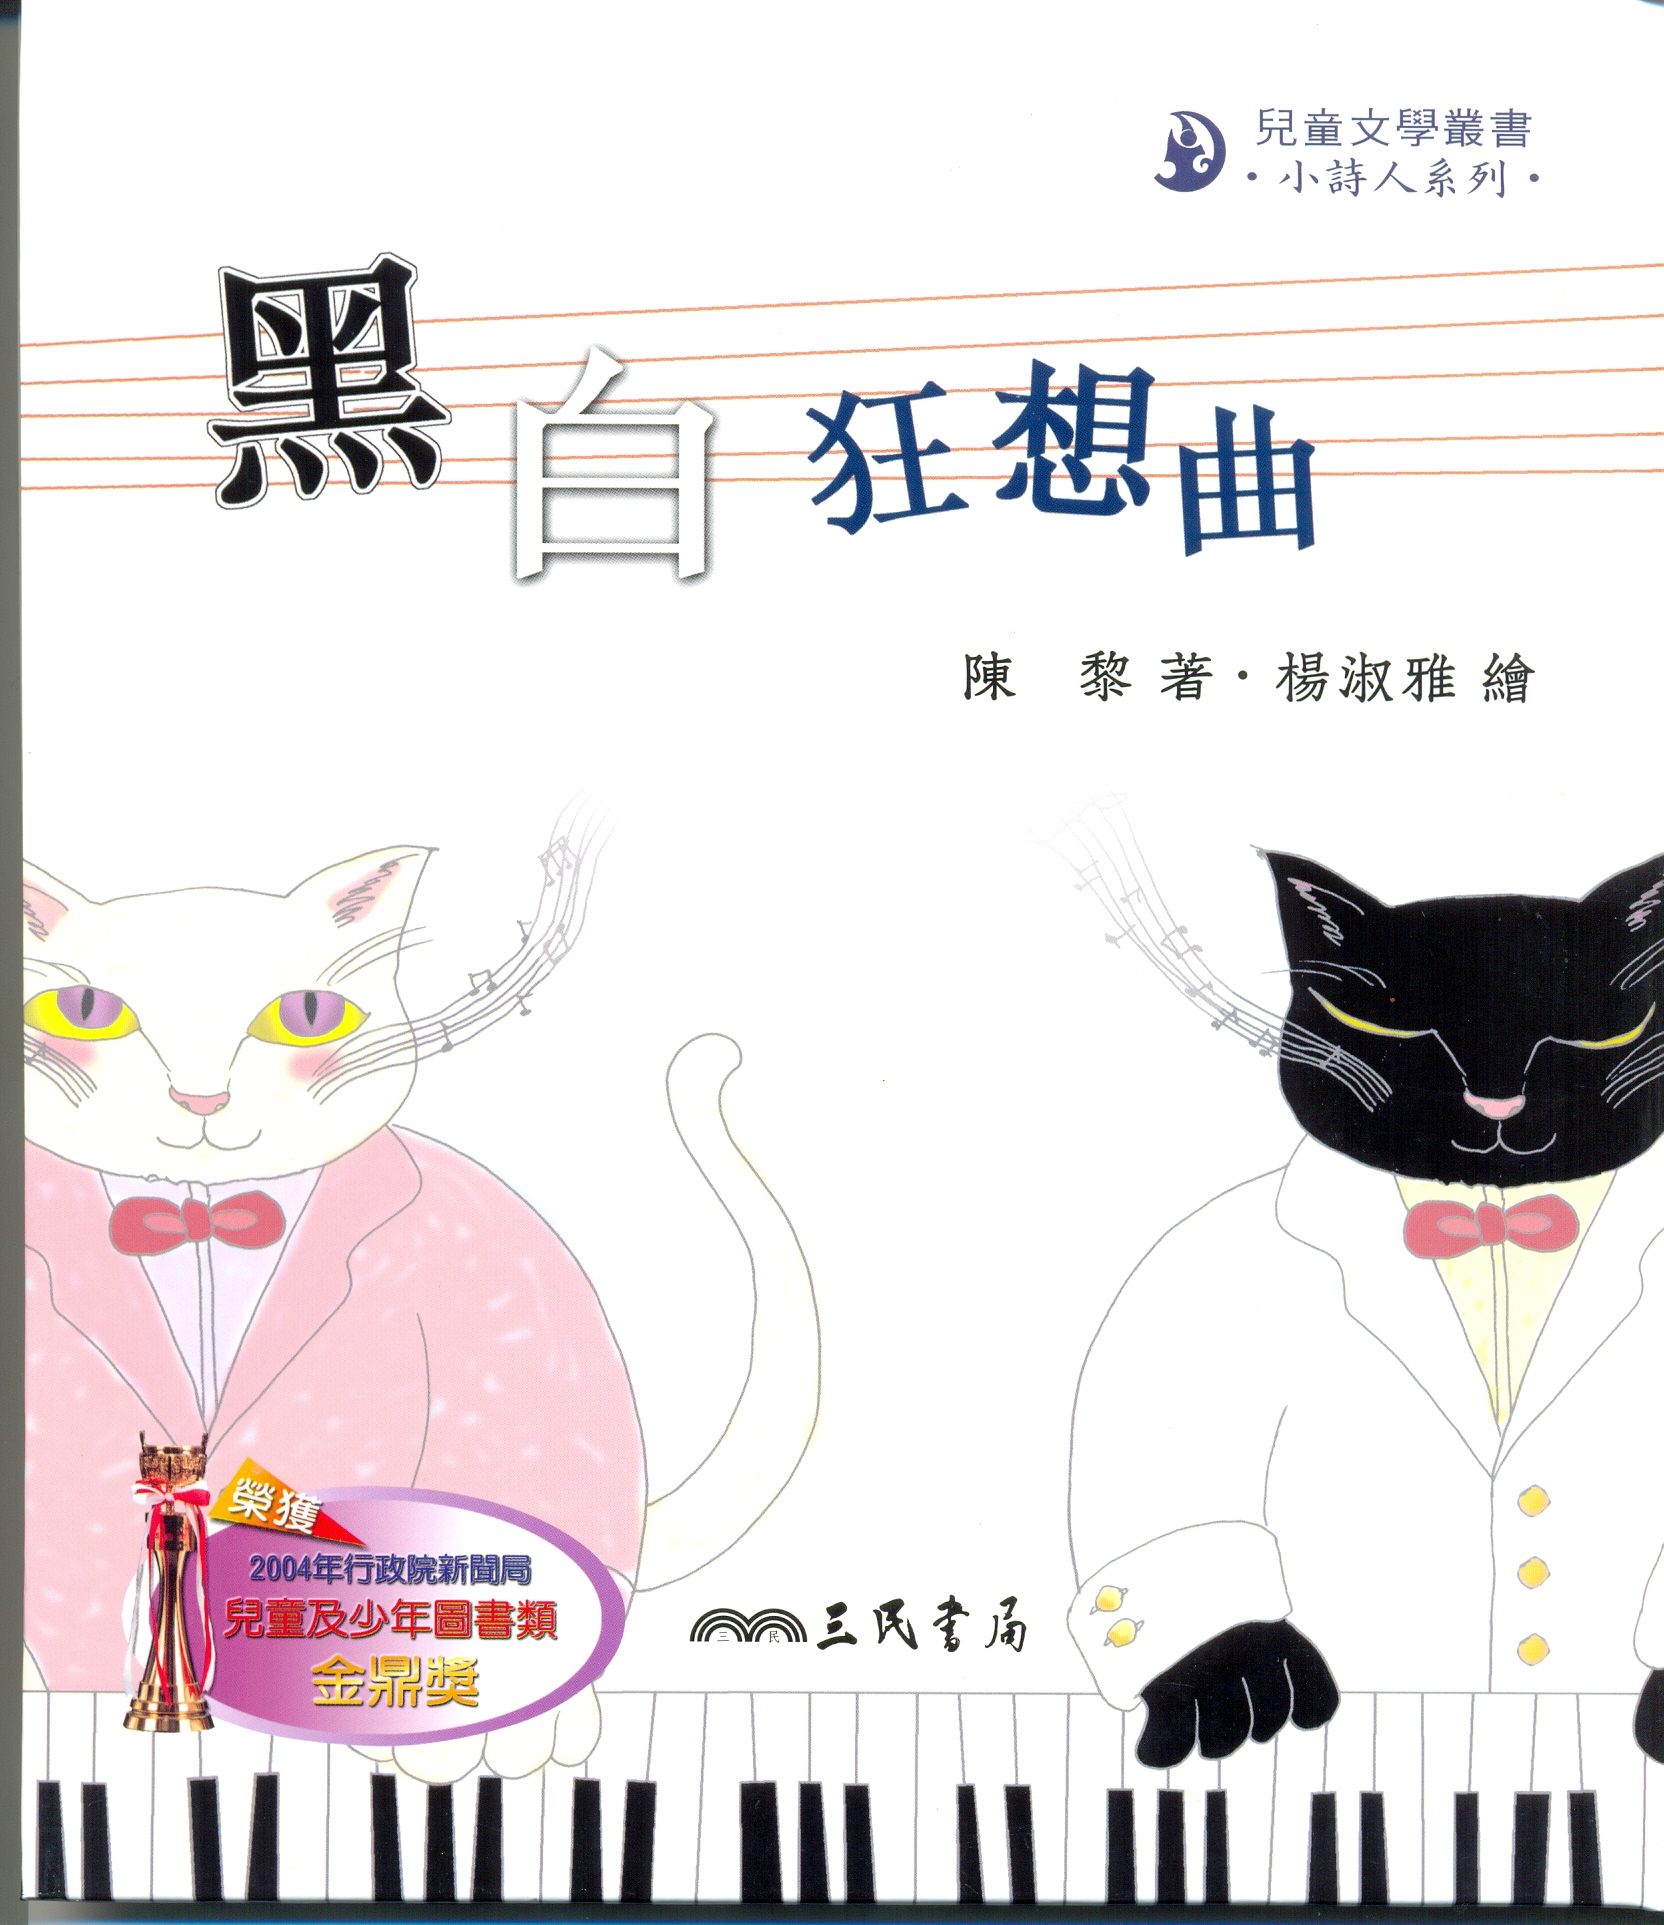 兒童文學叢書
·小詩人系列·
黑白狂想曲
陳 黎 著·楊淑雅 繪
榮獲
2004年行政院新聞局
兒童及少年圖書類
金鼎獎
三民 三民書局